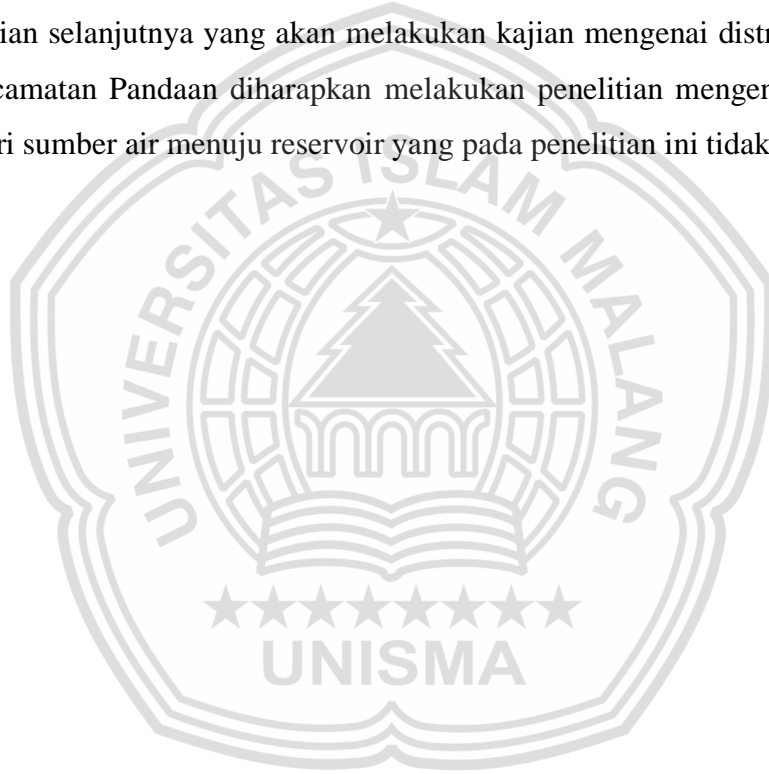 ian selanjutnya yang akan melakukan kajian mengenai distr
camatan Pandaan diharapkan melakukan penelitian menger
ri sumber air menuju reservoir yang pada penelitian ini tidak
UNIVERSITAS ISLAM MALANG
UNISMA